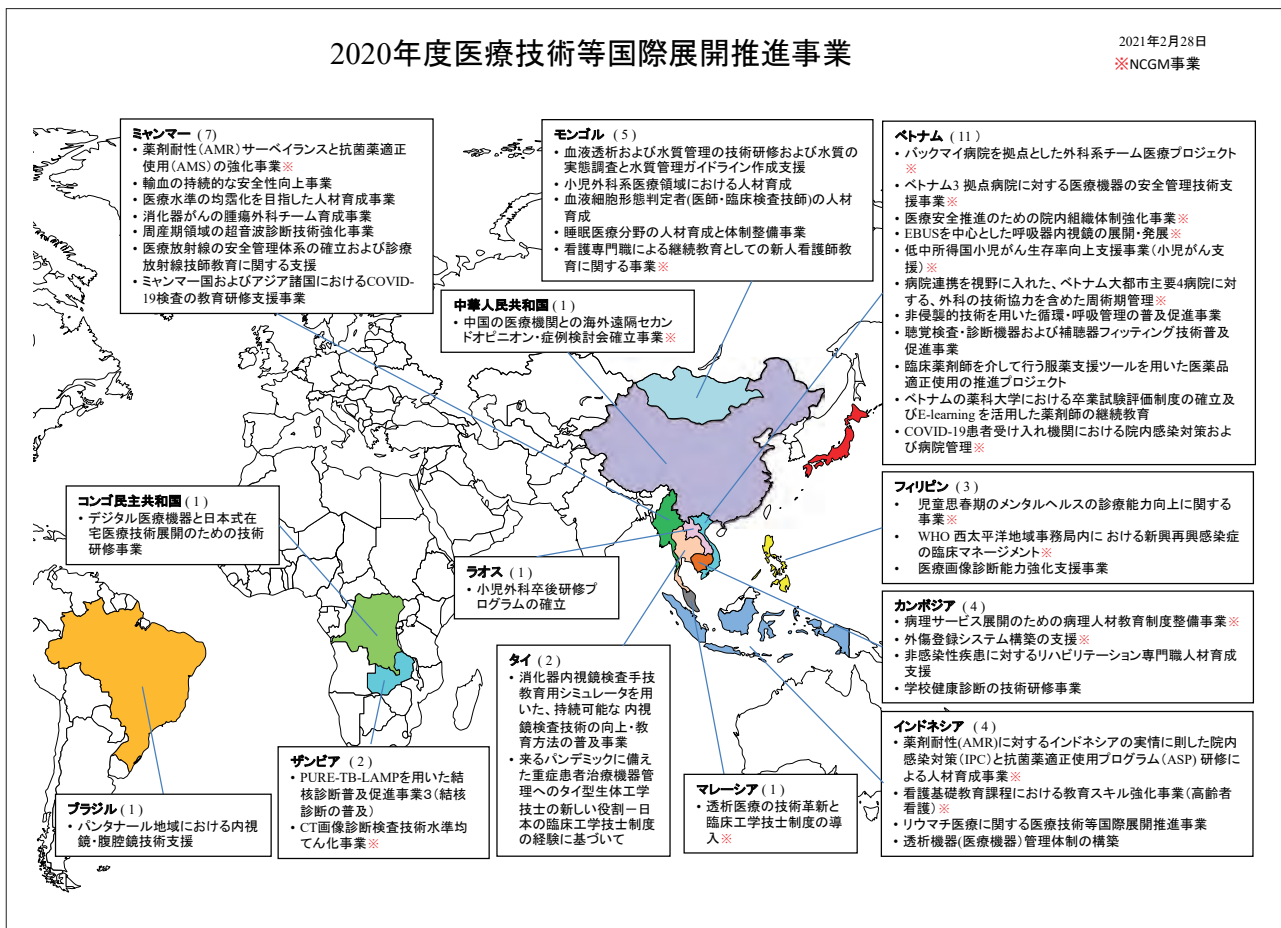 2020年度医療技術等国際展開推進事業
2021年2月28日
※NCGM事業
ミャンマー (7)
• 薬剤耐性(AMR)サーベイランスと抗菌薬適正
使用(AMS)の強化事業※
• 輸血の持続的な安全性向上事業
• 医療水準の均霑化を目指した人材育成事業
• 消化器がんの腫瘍外科チーム育成事業
• 周産期領域の超音波診断技術強化事業
• 医療放射線の安全管理体系の確立および診療
放射線技師教育に関する支援
• ミャンマー国およびアジア諸国におけるCOVID-
19検査の教育研修支援事業
モンゴル (5)
• 血液透析および水質管理の技術研修および水質の
実態調査と水質管理ガイドライン作成支援
• 小児外科系医療領域における人材育成
• 血液細胞形態判定者(医師・臨床検査技師)の人材
育成
• 睡眠医療分野の人材育成と体制整備事業
• 看護専門職による継続教育としての新人看護師教
育に関する事業※
ベトナム (11)
• バックマイ病院を拠点とした外科系チーム医療プロジェクト
※
• ベトナム3 拠点病院に対する医療機器の安全管理技術支
援事業※
• 医療安全推進のための院内組織体制強化事業※
• EBUSを中心とした呼吸器内視鏡の展開・発展※
• 低中所得国小児がん生存率向上支援事業(小児がん支
援)※
• 病院連携を視野に入れた、ベトナム大都市主要4病院に対
する、外科の技術協力を含めた周術期管理※
• 非侵襲的技術を用いた循環・呼吸管理の普及促進事業
• 聴覚検査・診断機器および補聴器フィッティング技術普及
促進事業
• 臨床薬剤師を介して行う服薬支援ツールを用いた医薬品
適正使用の推進プロジェクト
• ベトナムの薬科大学における卒業試験評価制度の確立及
びE-learning を活用した薬剤師の継続教育
• COVID-19患者受け入れ機関における院内感染対策およ
び病院管理※
中華人民共和国 (1)
• 中国の医療機関との海外遠隔セカン
ドオピニオン・症例検討会確立事業※
フィリピン (3)
• 児童思春期のメンタルヘルスの診療能力向上に関する
事業※
• WHO 西太平洋地域事務局内に おける新興再興感染症
の臨床マネージメント※
• 医療画像診断能力強化支援事業
コンゴ民主共和国 (1)
• デジタル医療機器と日本式在
宅医療技術展開のための技術
研修事業
ラオス (1)
• 小児外科卒後研修プ
ログラムの確立
カンボジア (4)
• 病理サービス展開のための病理人材教育制度整備事業※
• 外傷登録システム構築の支援※
• 非感染性疾患に対するリハビリテーション専門職人材育成
支援
• 学校健康診断の技術研修事業
タイ (2)
• 消化器内視鏡検査手技
教育用シミュレータを用
いた、持続可能な 内視
鏡検査技術の向上・教
育方法の普及事業
• 来るパンデミックに備え
た重症患者治療機器管
理へのタイ型生体工学
技士の新しい役割－日
本の臨床工学技士制度
の経験に基づいて
インドネシア (4)
• 薬剤耐性(AMR)に対するインドネシアの実情に則した院内
感染対策(IPC)と抗菌薬適正使用プログラム(ASP) 研修に
よる人材育成事業※
• 看護基礎教育課程における教育スキル強化事業(高齢者
看護)※
• リウマチ医療に関する医療技術等国際展開推進事業
• 透析機器(医療機器)管理体制の構築
ザンビア (2)
• PURE-TB-LAMPを用いた結
核診断普及促進事業3(結核
診断の普及)
• CT画像診断検査技術水準均
てん化事業※
マレーシア (1)
• 透析医療の技術革新と
臨床工学技士制度の導
入※
ブラジル (1)
• パンタナール地域における内視
鏡・腹腔鏡技術支援